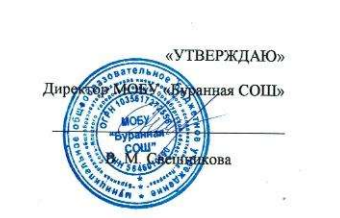 «УТВЕРЖДАЮ»
Директор МОБУ «Буранная СОШ»
МОБУ
"Буранная
СОШ"
В. М. Свешникова